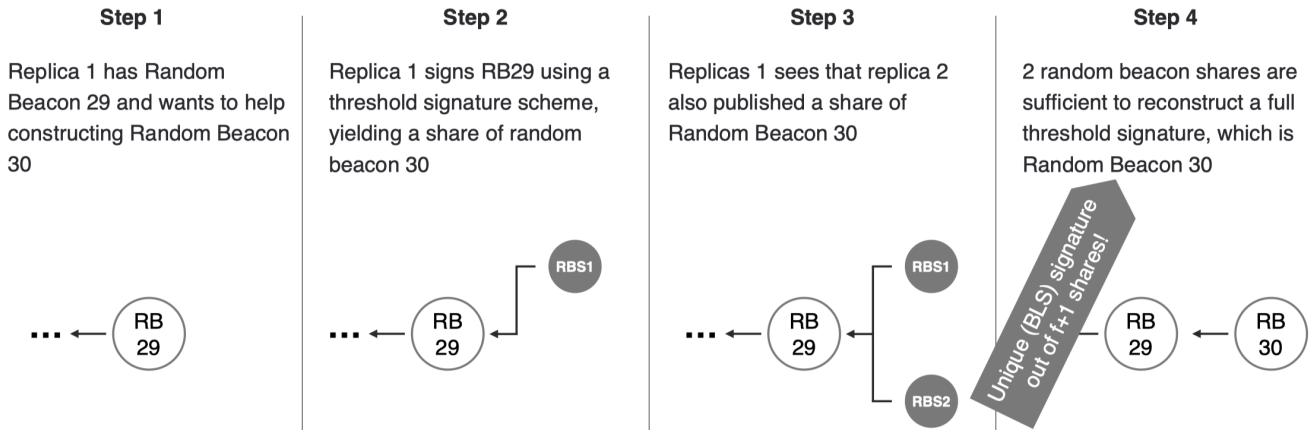 Step 1
Replica 1 has Random
Beacon 29 and wants to help
constructing Random Beacon
30
... RB
29
Step 2
Replica 1 signs RB29 using a
threshold signature scheme,
yielding a share of random
beacon 30
RBS1
... RB
29
Step 3
Replicas 1 sees that replica 2
also published a share of
Random Beacon 30
RBS1
... RB
29
RBS2
Step 4
2 random beacon shares are
sufficient to reconstruct a full
threshold signature, which is
Random Beacon 30
Unique (BLS) signature
out of f+1 shares!
RB
29
RB
30